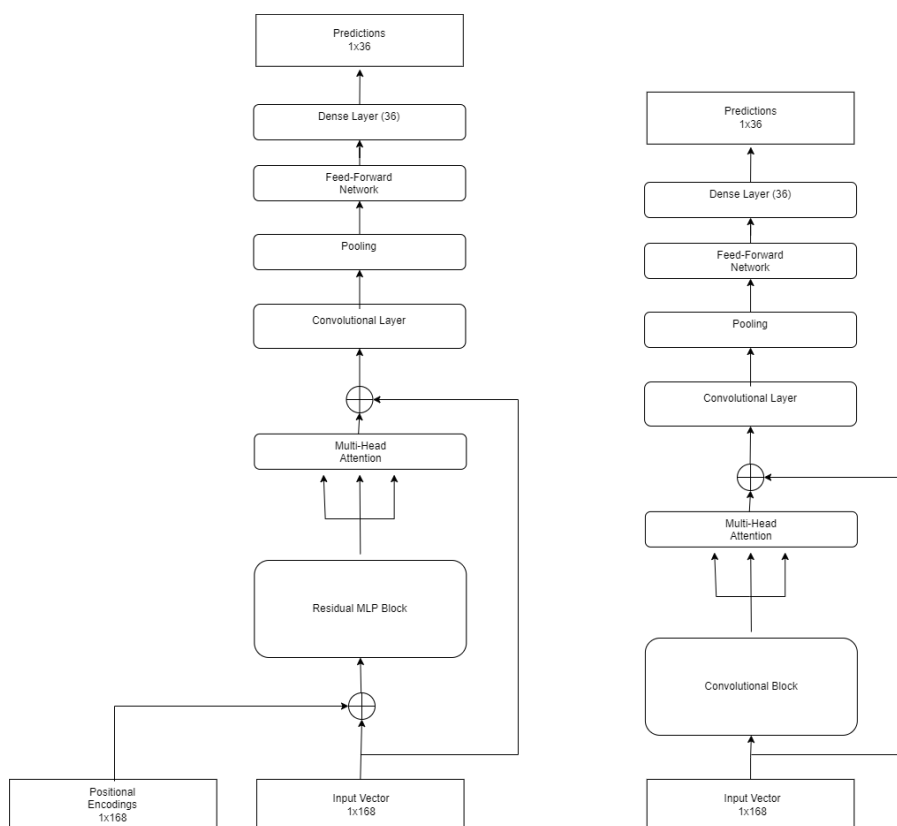 Predictions
1x36
Dense Layer (36)
Feed-Forward
Network
Pooling
Convolutional Layer
Multi-Head
Attention
Residual MLP Block
Positional
Encodings
1x168
Input Vector
1x168
Predictions
1x36
Dense Layer (36)
Feed-Forward
Network
Pooling
Convolutional Layer
Multi-Head
Attention
Convolutional Block
Input Vector
1x168